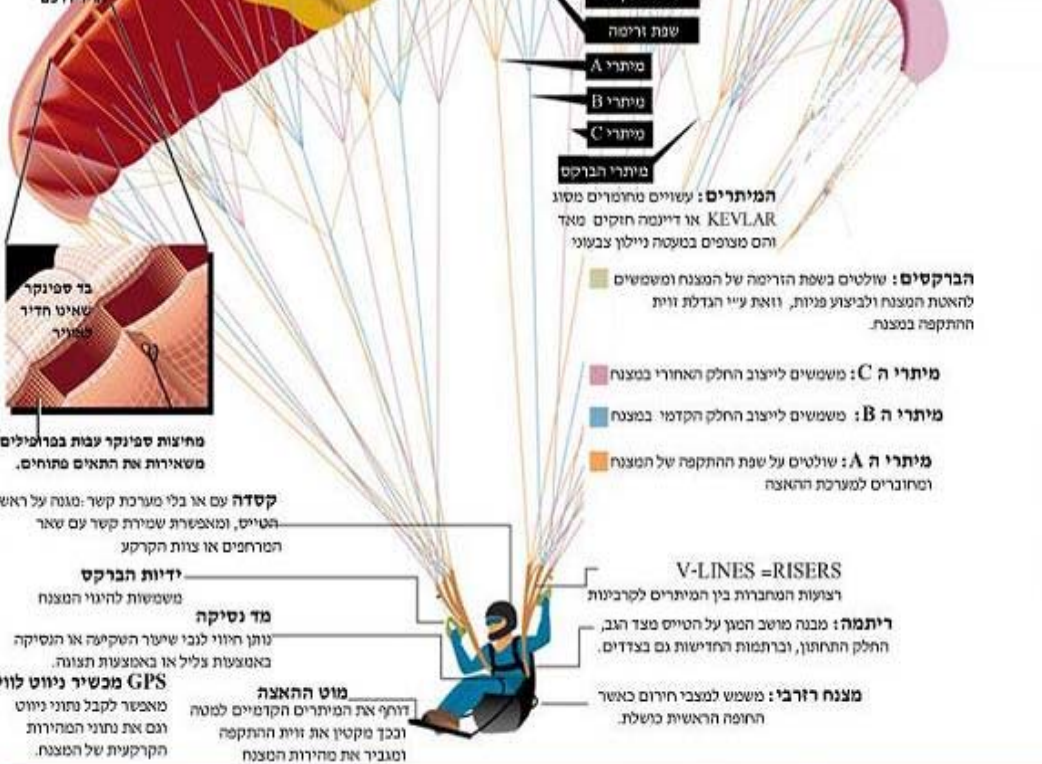 שפת זרימה
מיתרי A
מיתרי B
מיתרי C
מיתרי הברקס
המיתרים: עשויים מחומרים מסוג
KEVLAR או דיינמה חזקים מאד
והם מצופים במעטה ניילון צבעוני
הברקסים: שולטים בשפת הזרימה של המצנח ומשמשים
להאטת המצנח ולביצוע פניות, וזאת ע״י הגדלת זוית
ההתקפה במצנח.
מיתרי ה C: משמשים לייצוב החלק האחורי במצנח
מיתרי ה B: משמשים לייצוב החלק הקדמי במצנח
מיתרי ה A: שולטים על שפת ההתקפה של המצנח
ומחוברים למערכת ההאצה
בד ספינקר
שאינו חדיר
לאוויר
מחיצות ספינקר עבות בפרופילים
משאירות את התאים פתוחים.
קסדה עם או בלי מערכת קשר :מגנה על ראש
הטייס, ומאפשרת שמירת קשר עם שאר
המרחפים או צוות הקרקע
ידיות הברקס
משמשות להיגוי המצנח
מד נסיקה
נותן חיווי לגבי שיעור השקיעה או הנסיקה
באמצעות צליל או באמצעות תצוגה.
GPS מכשיר ניווט
מאפשר לקבל נתוני ניווט
וגם את נתוני המהירות
הקרקעית של המצנח.
מוט ההאצה
דוחף את המיתרים הקדמיים למטה
ובכך מקטין את זוית ההתקפה
ומגביר את מהירות המצנח
V-LINES =RISERS
רצועות המחברות בין המיתרים לקרבינות
ריתמה: מבנה מושב המגן על הטייס מצד הגב,
החלק התחתון, וברתמות החדישות גם בצדדים.
מצנח רזרבי: משמש למצבי חירום כאשר
החופה הראשית כושלת.